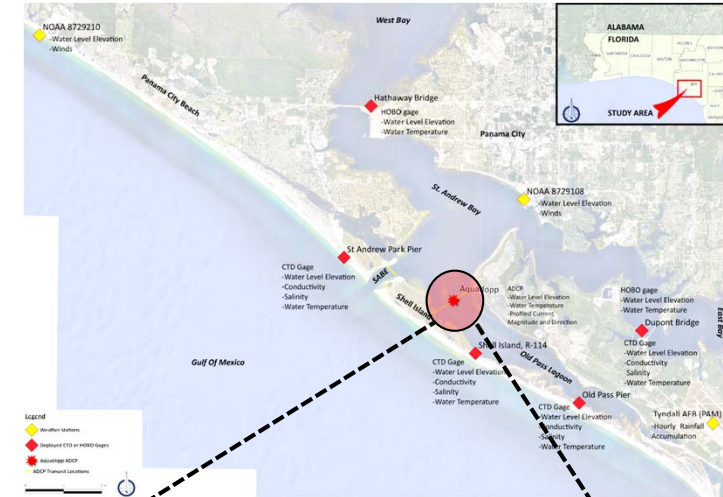 NOAA 8729210
-Water Level Elevation
-Winds
West Bay
ALABAMA
FLORIDA
STUDY AREA
Panama City Beach
Hathaway Bridge
HOBO gage
-Water Level Elevation
-Water Temperature
Panama City
St. Andrew Bay
NOAA 8729108
-Water Level Elevation
-Winds
St Andrew Park Pier
CTD Gage
-Water Level Elevation
-Conductivity
-Salinity
-Water Temperature
SABE
Shell Island
Aquadopp
ADCP
-Water Level Elevation
-Water Temperature
-Profiled Current
Magnitude and Direction
HOBO gage
-Water Level Elevation
-Water Temperature
Dupont Bridge
CTD Gage
-Water Level Elevation
-Conductivity
Salinity
-Water Temperature
East Bay
Shell Island, R-114
CTD Gage
-Water Level Elevation
-Conductivity
-Salinity
-Water Temperature
Old Pass Lagoon
Gulf Of Mexico
Old Pass Pier
CTD Gage
-Water Level Elevation
-Conductivity
-Salinity
-Water Temperature
Tyndall AFB (PAM)
-Hourly Rainfall
Accumulation
Legend
Weather Stations
Deployed CTD or HOBO Gages
Aquadopp ADCP
ADCP Transect Locations